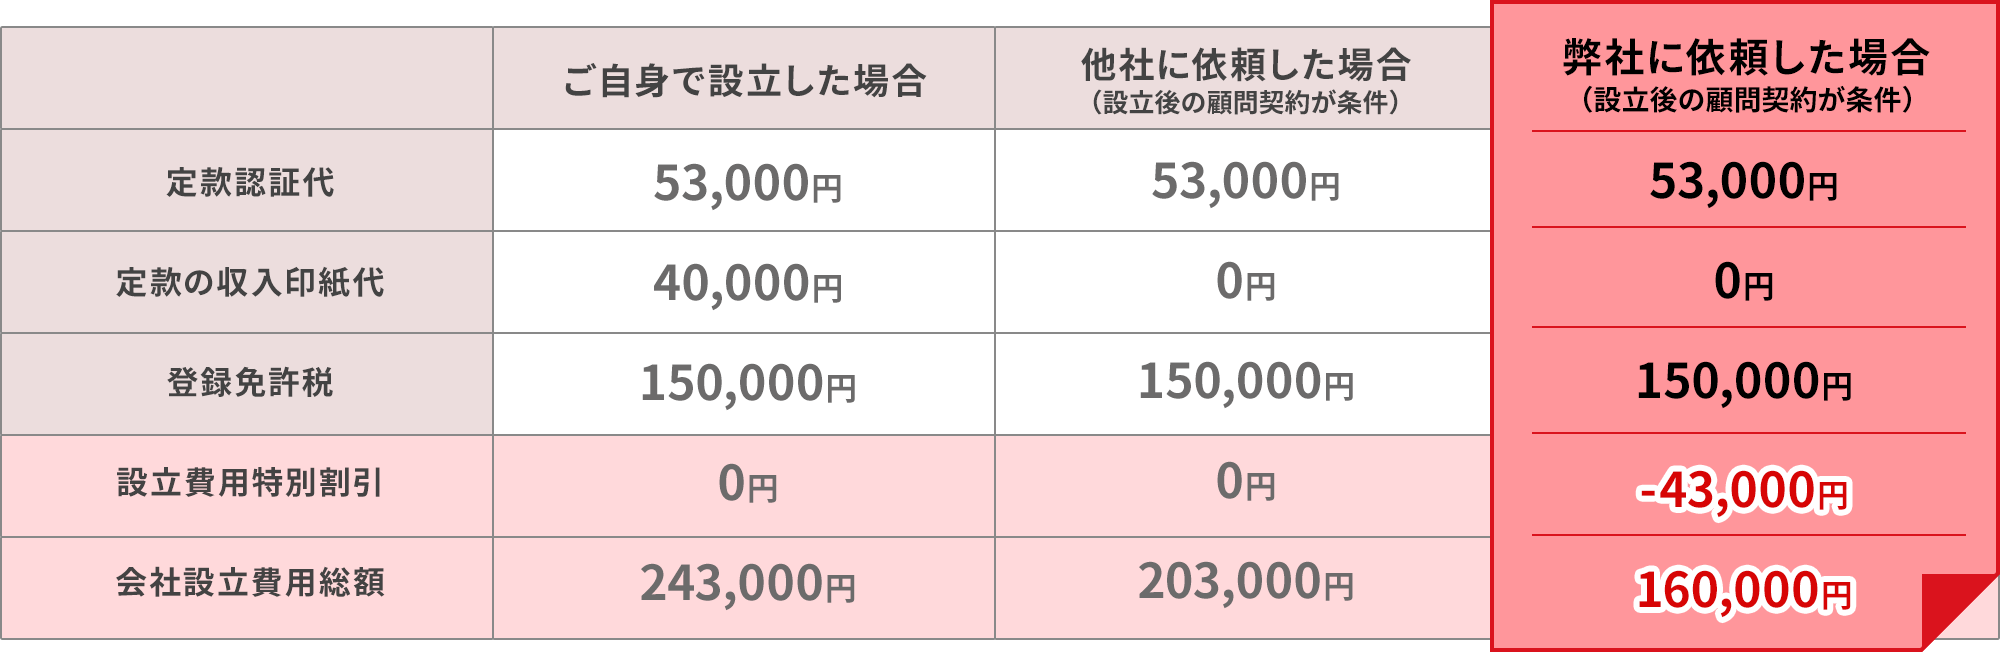 ご自身で設立した場合
他社に依頼した場合
（設立後の顧問契約が条件）
弊社に依頼した場合
（設立後の顧問契約が条件）
定款認証代
53,000円
53,000円
53,000円
定款の収入印紙代
40,000円
0円
0円
登録免許税
150,000円
150,000円
150,000円
設立費用特別割引
0円
0円
-43,000円
会社設立費用総額
243,000円
203,000円
160,000円